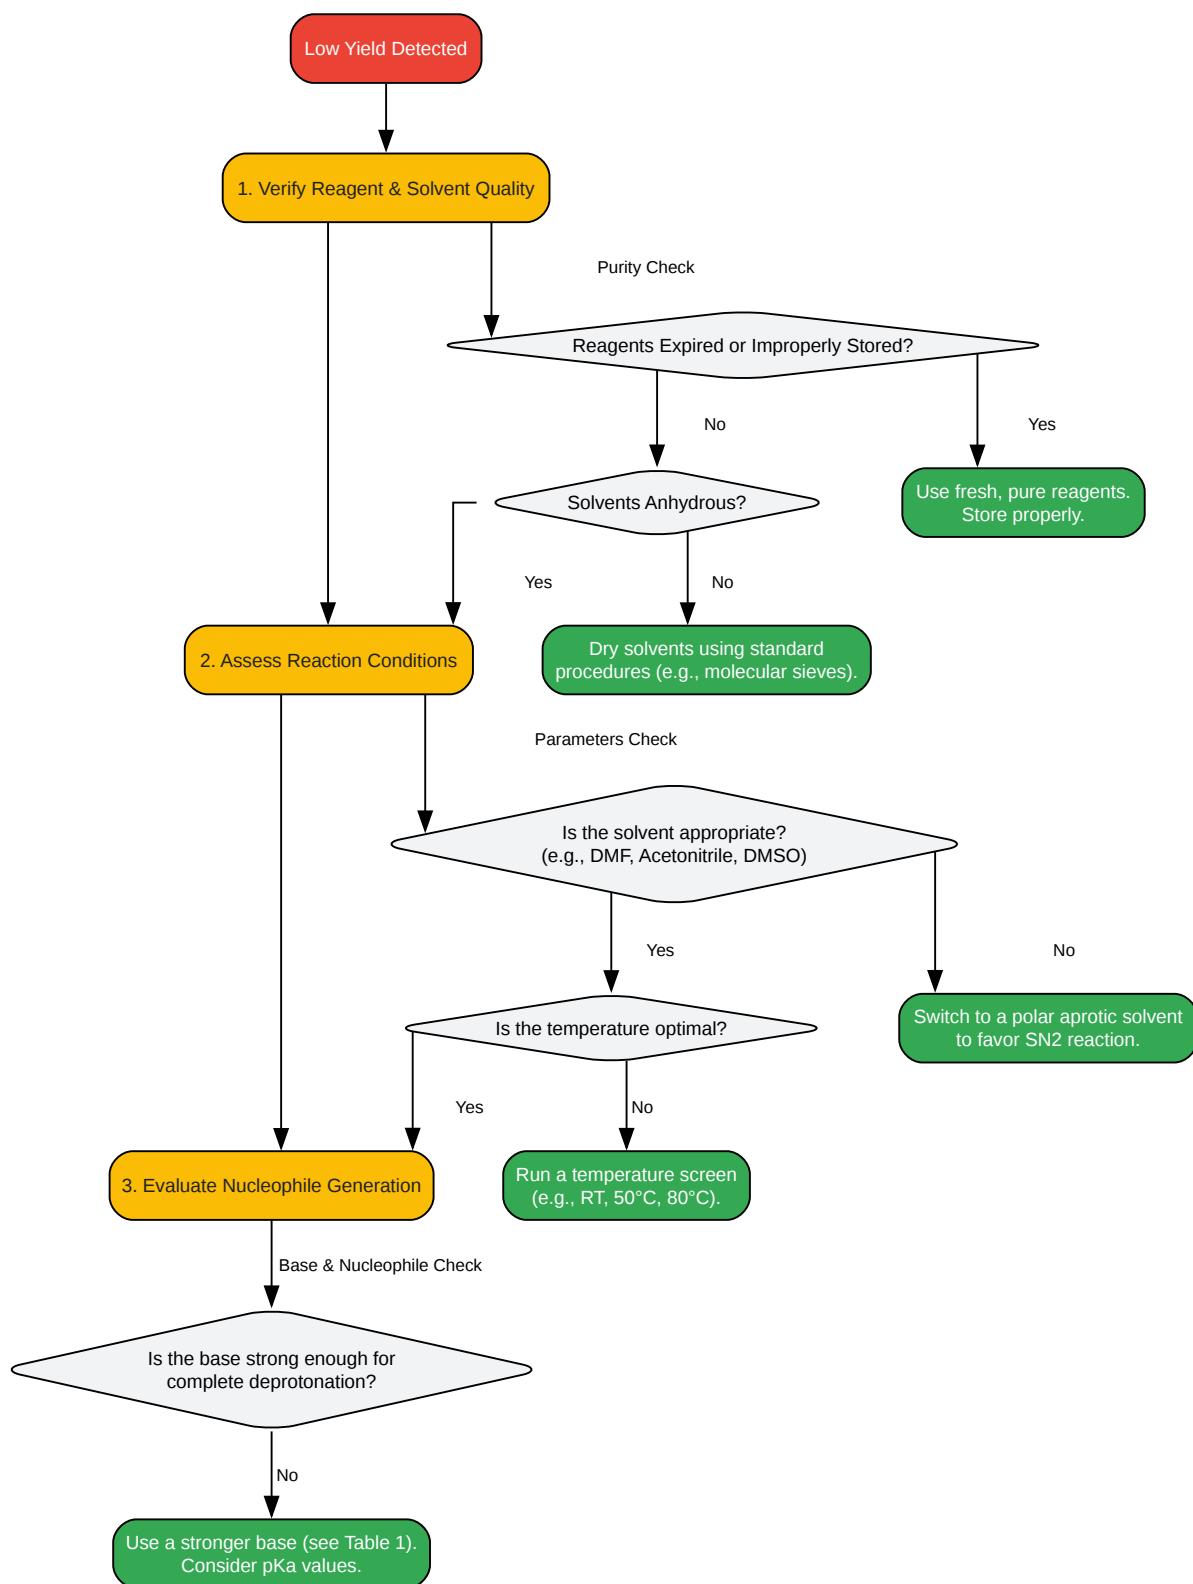 Low Yield Detected
1. Verify Reagent & Solvent Quality
Purity Check
Reagents Expired or Improperly Stored?
No
Yes
Solvents Anhydrous?
Use fresh, pure reagents.
Store properly.
Yes
No
2. Assess Reaction Conditions
Dry solvents using standard
procedures (e.g., molecular sieves).
Parameters Check
Is the solvent appropriate?
(e.g., DMF, Acetonitrile, DMSO)
Yes
No
Is the temperature optimal?
Switch to a polar aprotic solvent
to favor SN2 reaction.
Yes
No
3. Evaluate Nucleophile Generation
Run a temperature screen
(e.g., RT, 50°C, 80°C).
Base & Nucleophile Check
Is the base strong enough for
complete deprotonation?
No
Use a stronger base (see Table 1).
Consider pKa values.